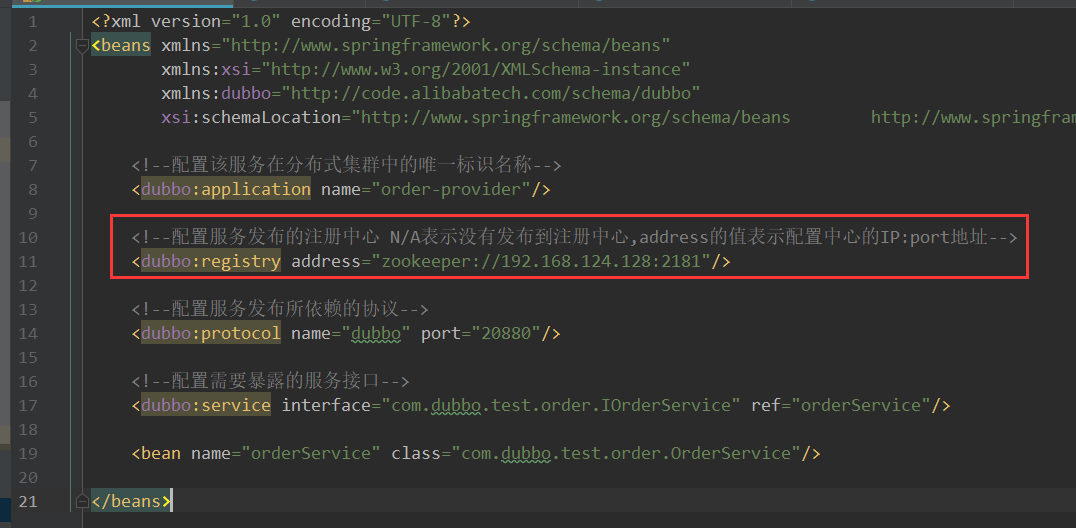 1 <?xml version="1.0" encoding="UTF-8"?>
2 <beans xmlns="http://www.springframework.org/schema/beans"
3 xmlns:xsi="http://www.w3.org/2001/XMLSchema-instance"
4 xmlns:dubbo="http://code.alibabatech.com/schema/dubbo"
5 xsi:schemaLocation="http://www.springframework.org/schema/beans http://www.springfram
6
7 <!--配置该服务在分布式集群中的唯一标识名称-->
8 <dubbo:application name="order-provider"/>
9
10 <!--配置服务发布的注册中心 N/A表示没有发布到注册中心,address的值表示配置中心的IP:port地址-->
11 <dubbo:registry address="zookeeper://192.168.124.128:2181"/>
12
13 <!--配置服务发布所依赖的协议-->
14 <dubbo:protocol name="dubbo" port="20880"/>
15
16 <!--配置需要暴露的服务接口-->
17 <dubbo:service interface="com.dubbo.test.order.IOrderService" ref="orderService"/>
18
19 <bean name="orderService" class="com.dubbo.test.order.OrderService"/>
20
21 </beans>